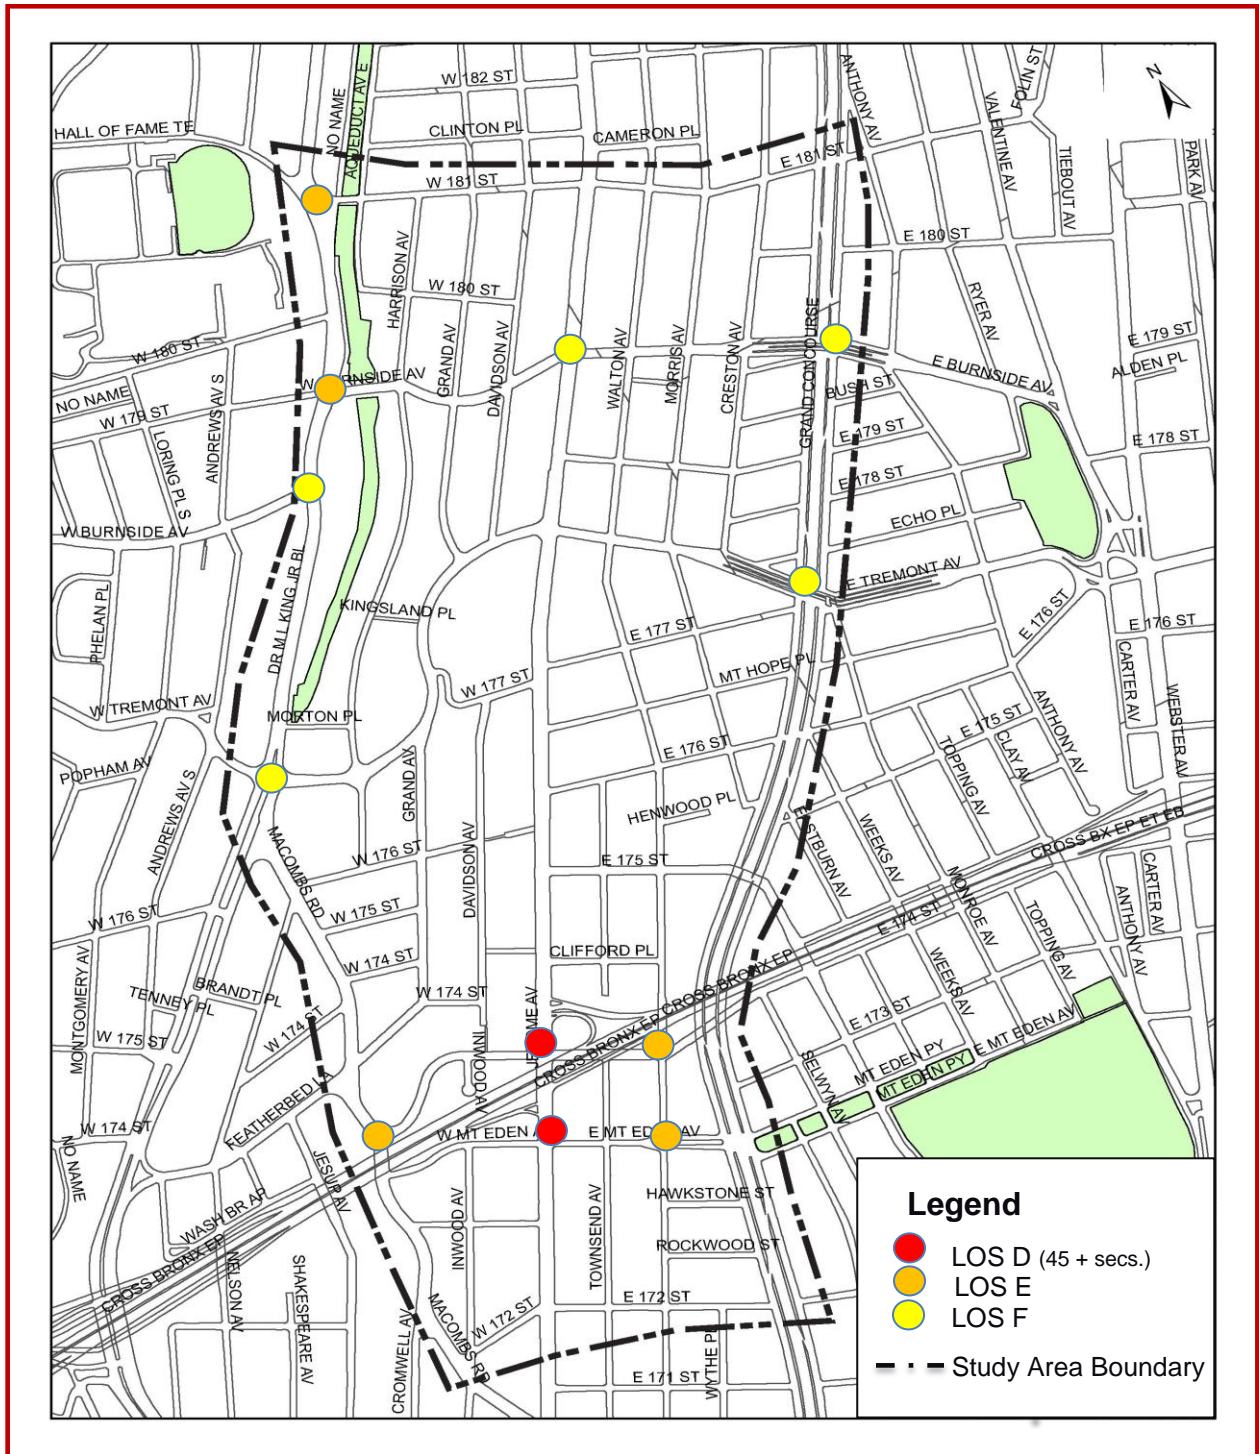 W 182 ST
NO NAME
AQUEDUCT AV E
ANTHONY AV
FOLIN ST
N
HALL OF FAME TE
CLINTON PL
CAMERON PL
VALENTINE AV
TIEBOUT AV
PARK AV
W 181 ST
E 181 ST
E 180 ST
HARRISON AV
W 180 ST
RYER AV
W 180 ST
GRAND AV
DAVIDSON AV
WALTON AV
MORRIS AV
CRESTON AV
GRAND CONCOURSE
E 179 ST
ALDEN PL
E BURNSIDE AV
BUSH ST
NO NAME
W 179 ST
LORING PL S
ANDREWS AV S
E 179 ST
E 178 ST
E 178 ST
W BURNSIDE AV
ECHO PL
E TREMONT AV
PHELAN PL
DR M L KING JR BL
KINGSLAND PL
E 177 ST
E 176 ST
E 176 ST
MT HOPE PL
W 177 ST
W TREMONT AV
MORTON PL
CARTER AV
WEBSTER AV
ANTHONY AV
E 175 ST
CLAY AV
TOPPING AV
E 176 ST
POPHAM AV
ANDREWS AV S
GRAND AV
HENWOOD PL
WEEKS AV
MACOMBS RD
W 176 ST
DAVIDSON AV
E 175 ST
CROSS BX EP ET EB
MONROE AV
CARTER AV
ANTHONY AV
TOPPING AV
W 176 ST
W 175 ST
E 174 ST
CLIFFORD PL
MONTGOMERY AV
W 174 ST
BRANDT PL
TENNEY PL
W 174 ST
CROSS BRONX EP
WEEKS AV
E 173 ST
W 175 ST
W 174 ST
INWOOD AV
CROSS BRONX EP
SELWYN AV
MT EDEN PY
MT EDEN PY
E MT EDEN AV
W 174 ST
FEATHERBED LA
W MT EDEN
NO NAME
JESUP AV
HAWKSTONE ST
WASH BR AP
INWOOD AV
TOWNSEND AV
ROCKWOOD ST
CROSS BRONX EP
NELSON AV
SHAKESPEARE AV
CROMWELL AV
MACOMBS RD
W 172 ST
E 172 ST
WYTHE PL
E 171 ST
Legend
LOS D (45 + secs.)
LOS E
LOS F
Study Area Boundary